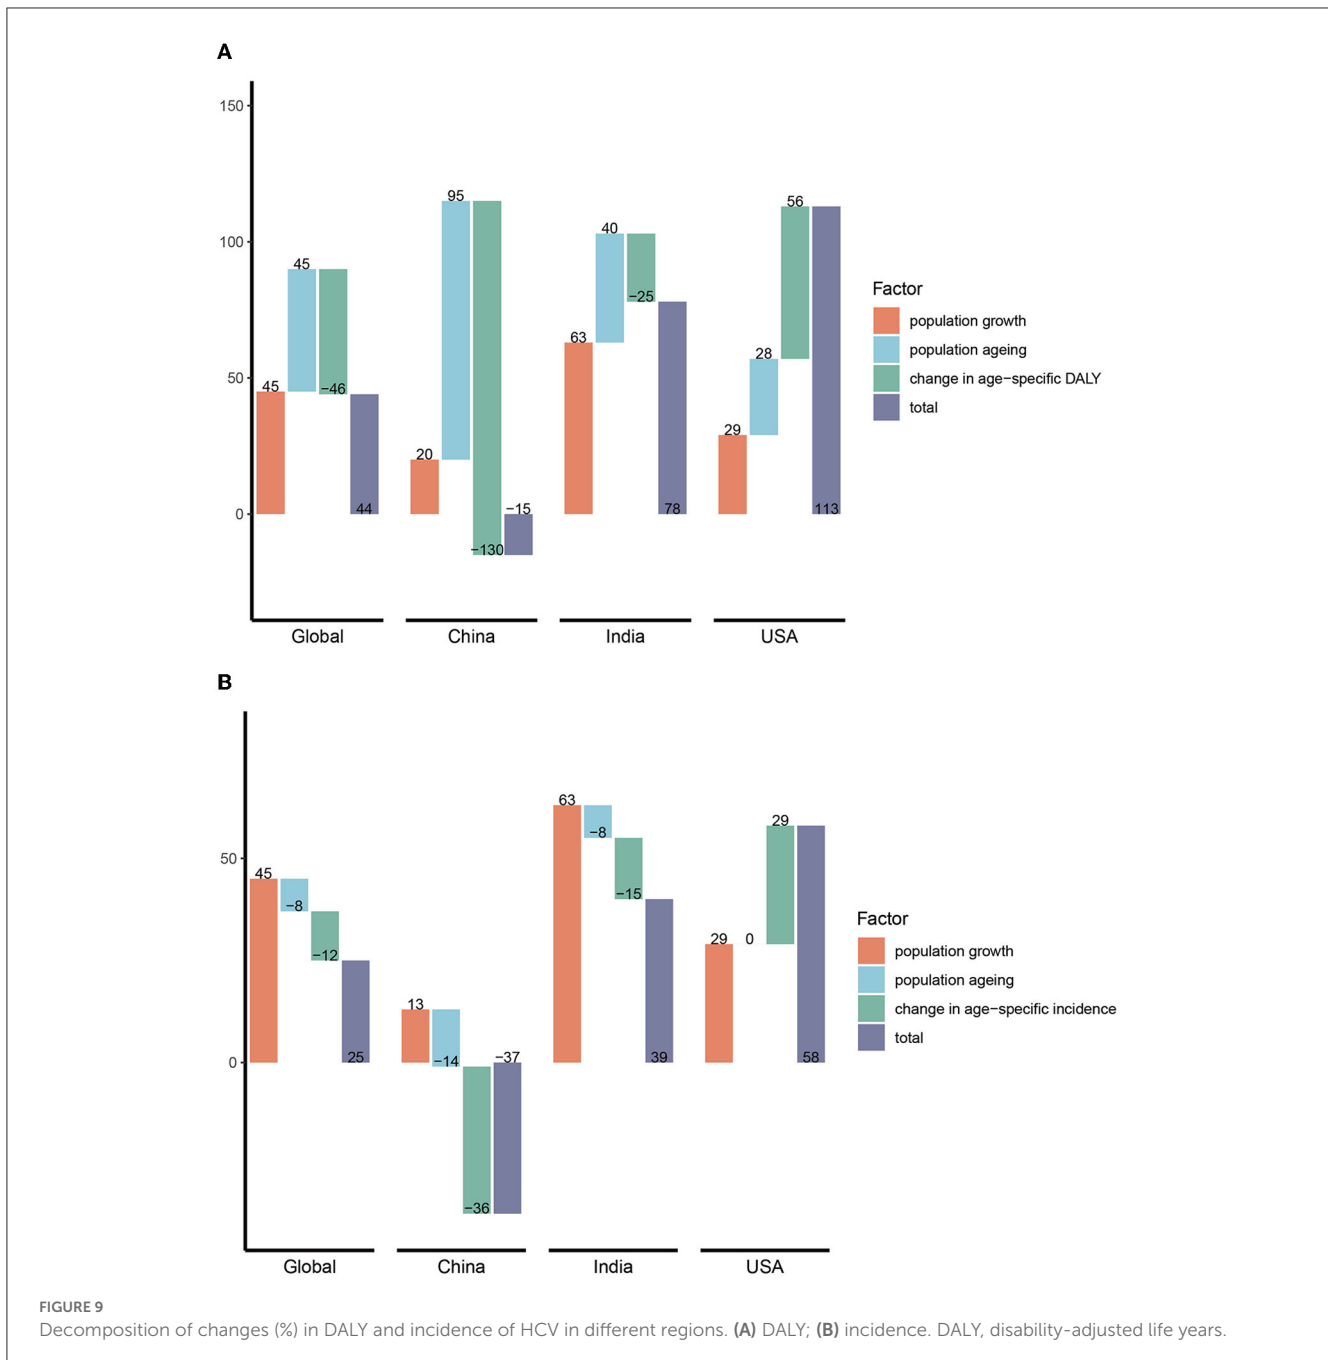 A
150
100
50
0
45
45
−46
44
20
95
−130
−15
63
40
−25
78
29
28
56
113
Global
China
India
USA
Factor
population growth
population ageing
change in age−specific DALY
total
B
50
0
45
−8
−12
25
13
−14
−36
−37
63
−8
−15
39
29
0
29
58
Global
China
India
USA
Factor
population growth
population ageing
change in age−specific incidence
total
FIGURE 9
Decomposition of changes (%) in DALY and incidence of HCV in different regions. (A) DALY; (B) incidence. DALY, disability-adjusted life years.